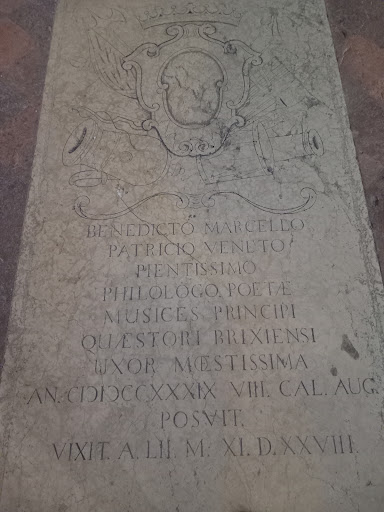 BENEDICTO MARCELLO
PATRICIO VENETO
PIENTISSIMO
PHILOLOGO POETÆ
MUSICES PRINCIPI
QUÆSTORI BRIXIENSI
UXOR MŒSTISSIMA
AN. CIƆIƆCCXXXIX VIII. CAL. AUG.
POSVIT.
VIXIT. A. LII. M. XI. D. XXVIII.